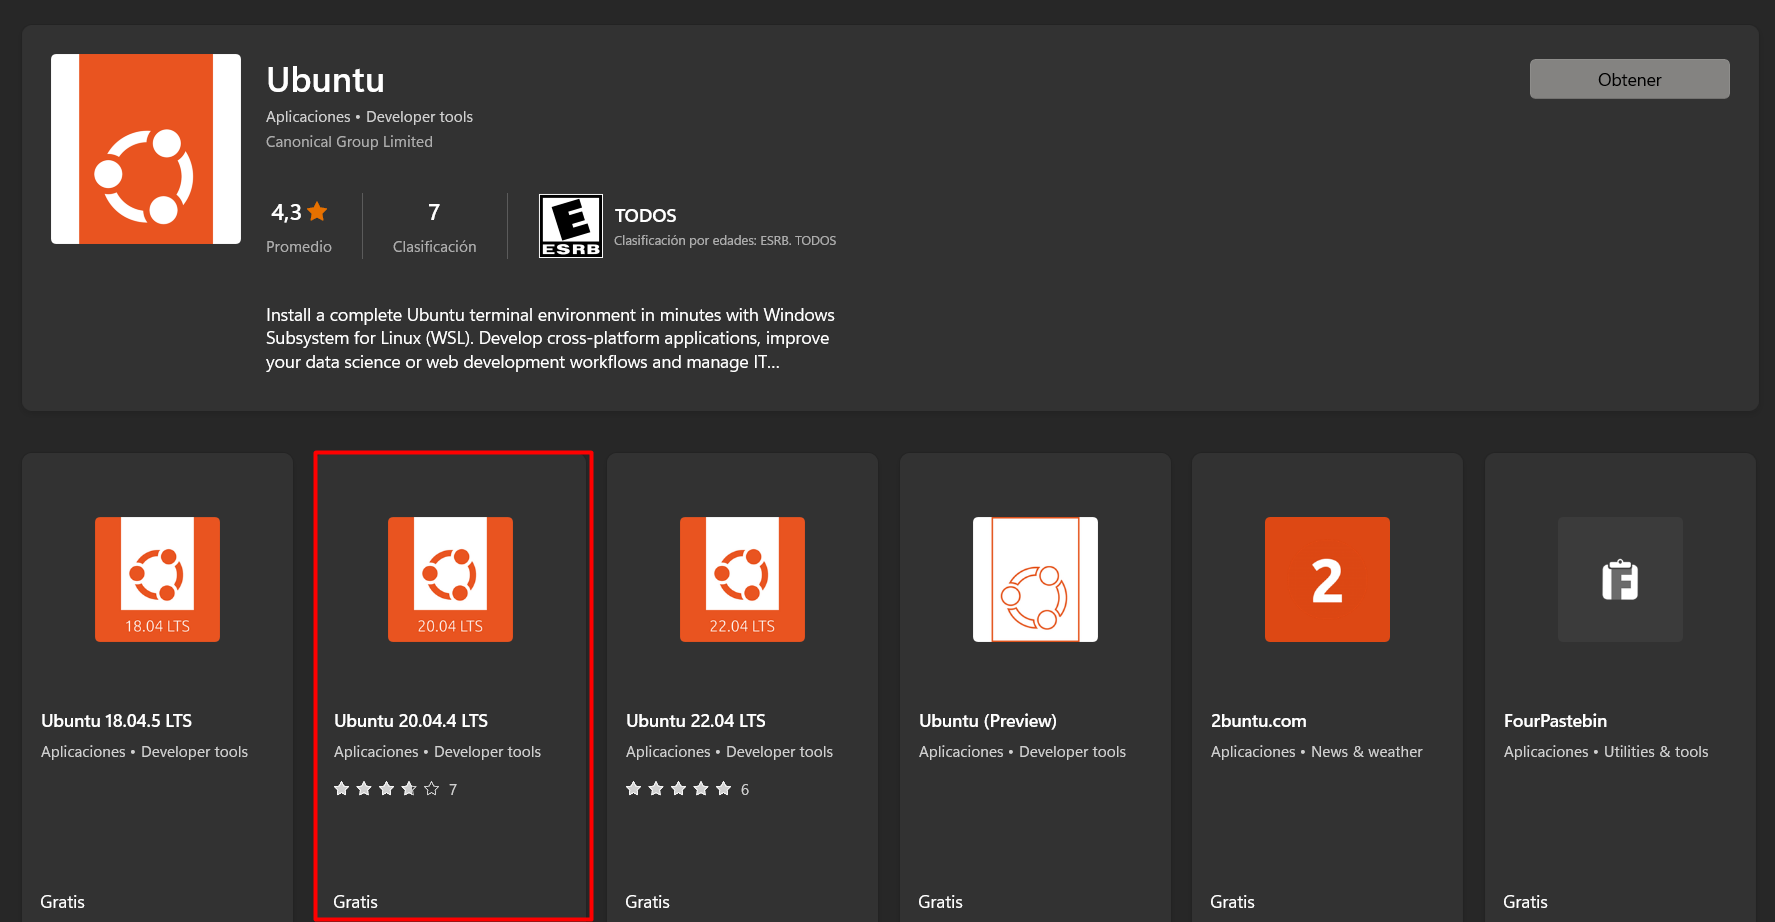 Ubuntu
Obtener
Aplicaciones • Developer tools
Canonical Group Limited
4,3
7
Promedio
Clasificación
E
ESRB
TODOS
Clasificación por edades: ESRB. TODOS
Install a complete Ubuntu terminal environment in minutes with Windows
Subsystem for Linux (WSL). Develop cross-platform applications, improve
your data science or web development workflows and manage IT...
18.04 LTS
Ubuntu 18.04.5 LTS
Aplicaciones • Developer tools
Gratis
20.04 LTS
Ubuntu 20.04.4 LTS
Aplicaciones • Developer tools
7
Gratis
22.04 LTS
Ubuntu 22.04 LTS
Aplicaciones • Developer tools
6
Gratis
Ubuntu (Preview)
Aplicaciones • Developer tools
Gratis
2
2buntu.com
Aplicaciones • News & weather
Gratis
F
FourPastebin
Aplicaciones • Utilities & tools
Gratis